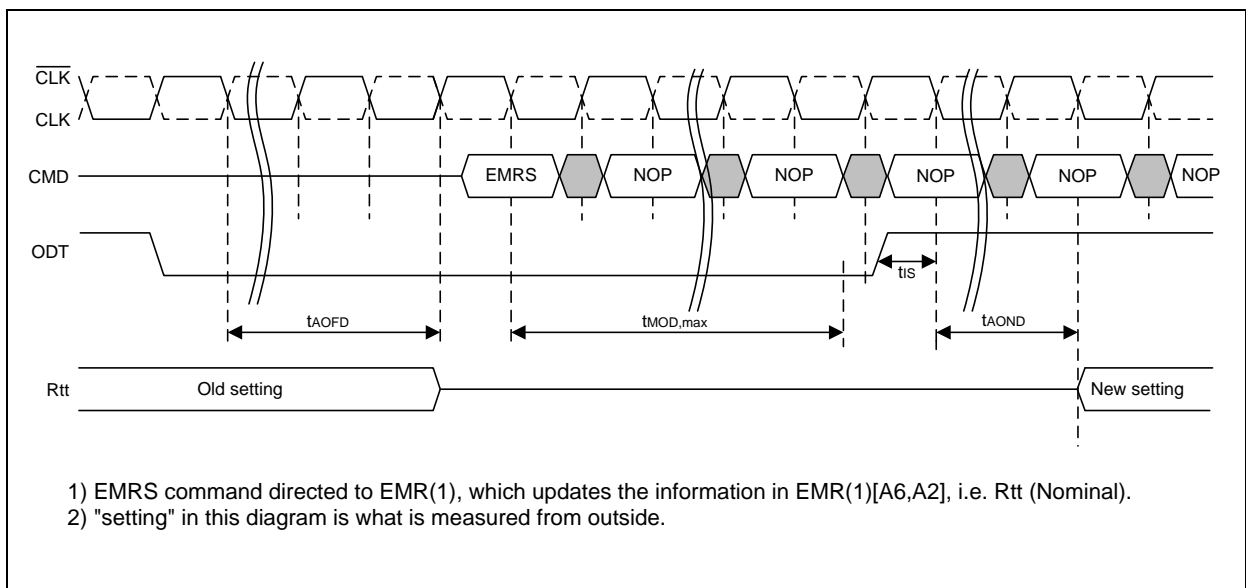 CLK
CLK
CMD EMRS NOP NOP NOP NOP NOP
ODT
tIS
tAOFD tMOD,max tAOND
Rtt Old setting New setting
1) EMRS command directed to EMR(1), which updates the information in EMR(1)[A6,A2], i.e. Rtt (Nominal).
2) "setting" in this diagram is what is measured from outside.